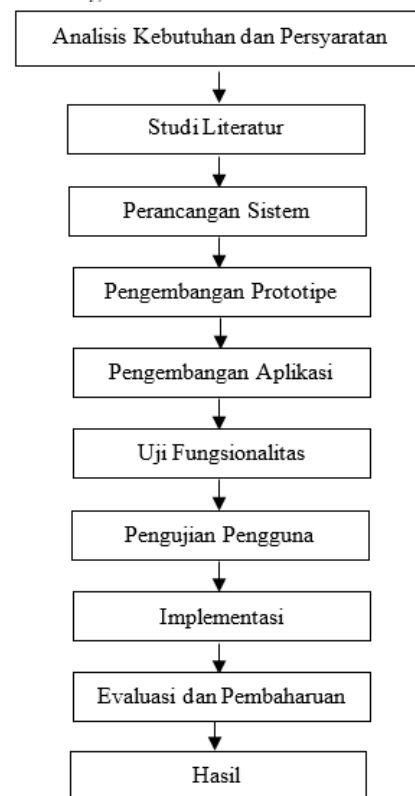 Analisis Kebutuhan dan Persyaratan
Studi Literatur
Perancangan Sistem
Pengembangan Prototipe
Pengembangan Aplikasi
Uji Fungsionalitas
Pengujian Pengguna
Implementasi
Evaluasi dan Pembaharuan
Hasil